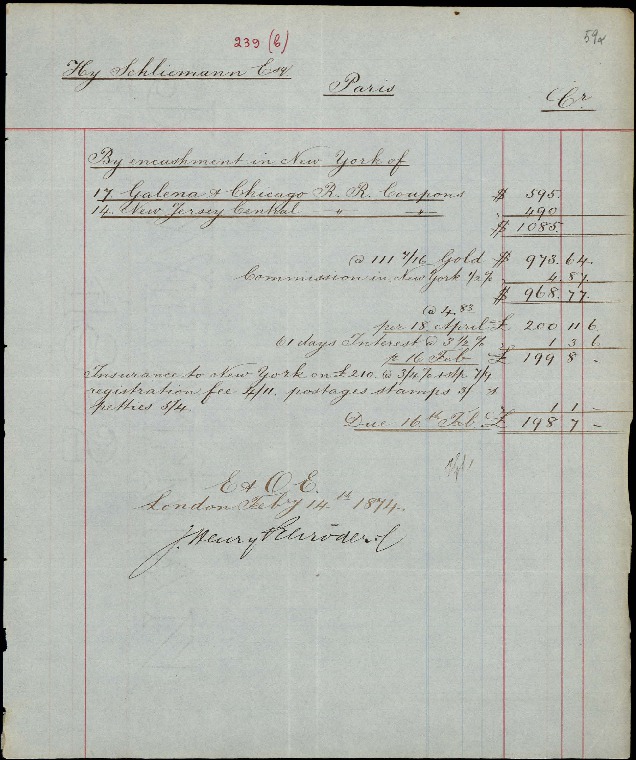 239 (6)
59
Hy Schliemann Esqr
Paris
Cr
By encashment in New York of
17 Galena & Chicago R. R. Coupons $ 595.
14 New Jersey Central " " 490
$ 1085.
@ 111 7/16 Gold $ 973.64.
Commission in New York 1/2 % 4.87.
$ 968.77.
@ 4.83
per 18 April £ 200 11 6
61 days Interest @ 3 1/2 % 1 3 6
p 16 Feb £ 199 8 -
Insurance to New York on £210. @ 3/4 % 7/4
registration fee 4/11. postages stamps 3/
petties 5/4. 1 1 -
Due 16th Feb. £ 198 7 -
E & O. E.
London Feby 14th 1874.
J. Henry Schröder & C